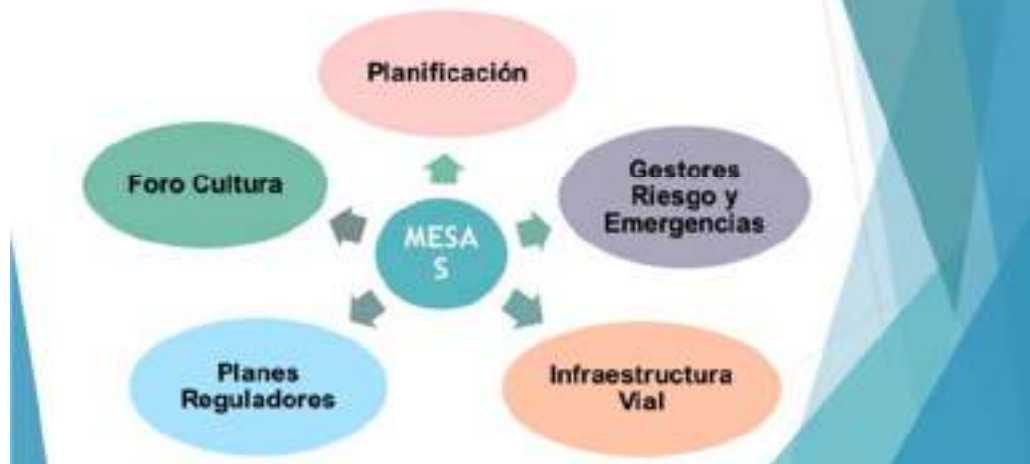 Planificación
Foro Cultura
Gestores
Riesgo y
Emergencias
MESA
S
Planes
Reguladores
Infraestructura
Vial